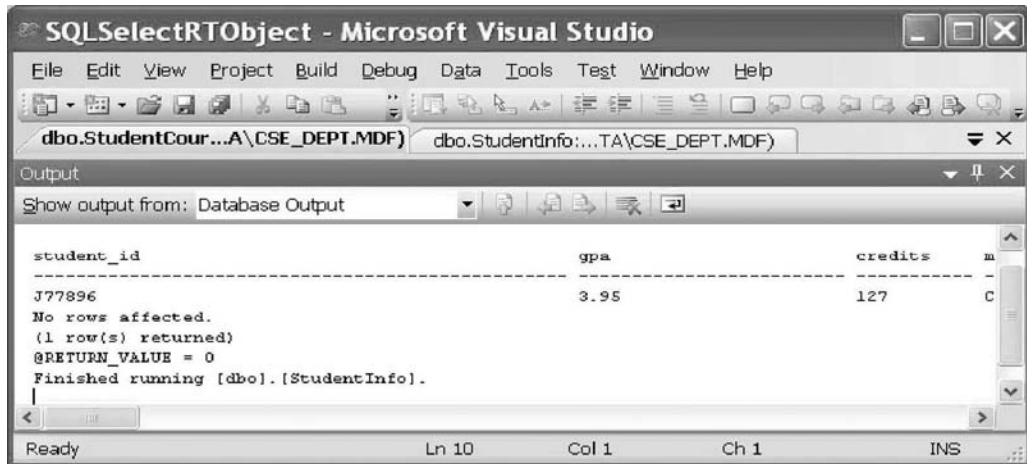 SQLSelectRTObject - Microsoft Visual Studio
File Edit View Project Build Debug Data Tools Test Window Help
dbo.StudentCour...A\CSE_DEPT.MDF) dbo.StudentInfo:...TA\CSE_DEPT.MDF)
Output
Show output from: Database Output
student_id gpa credits m
J77896 3.95 127 C
No rows affected.
(1 row(s) returned)
@RETURN_VALUE = 0
Finished running [dbo].[StudentInfo].
Ready Ln 10 Col 1 Ch 1 INS